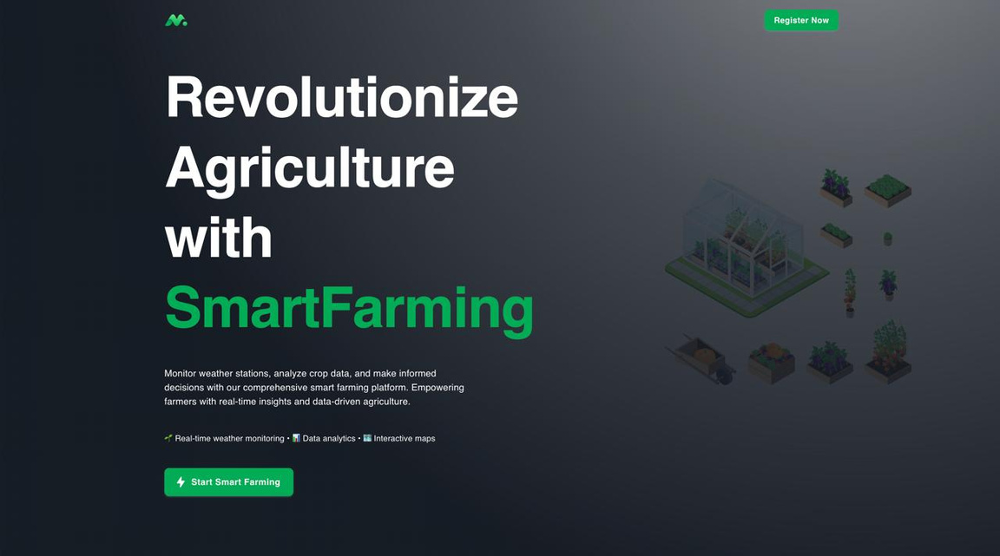 Register Now
Revolutionize
Agriculture
with
SmartFarming
Monitor weather stations, analyze crop data, and make informed
decisions with our comprehensive smart farming platform. Empowering
farmers with real-time insights and data-driven agriculture.
🌱 Real-time weather monitoring • 📊 Data analytics • 🗺️ Interactive maps
Start Smart Farming